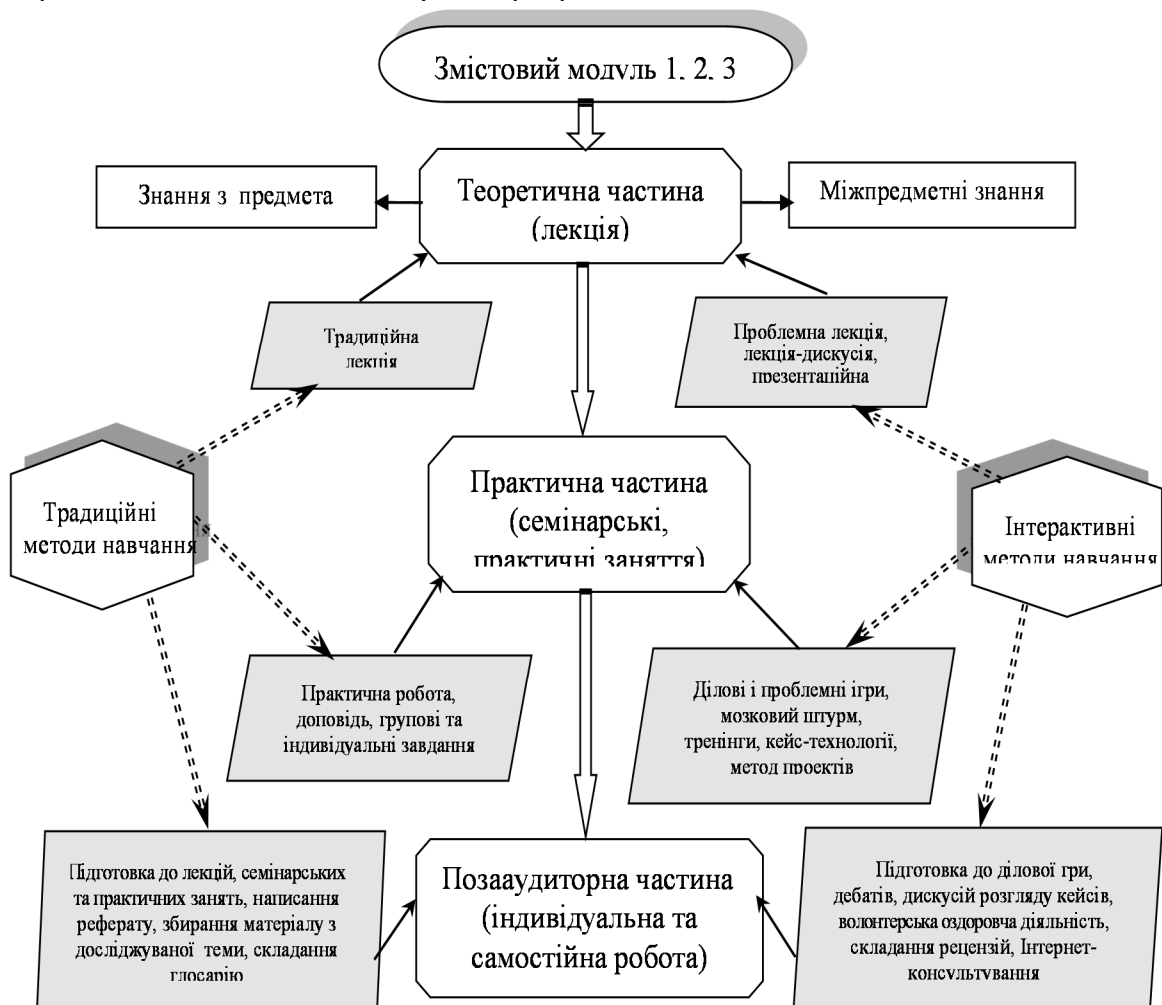 Змістовий модуль 1, 2, 3
Знання з предмета
Теоретична частина
(лекція)
Міжпредметні знання
Традиційна
лекція
Проблемна лекція,
лекція-дискусія,
презентаційна
Традиційні
методи навчання
Практична частина
(семінарські,
практичні заняття)
Інтерактивні
методи навчання
Практична робота,
доповідь, групові та
індивідуальні завдання
Ділові і проблемні ігри,
мозковий штурм,
тренінги, кейс-технології,
метод проектів
Підготовка до лекцій, семінарських
та практичних занять, написання
реферату, збирання матеріалу з
досліджуваної теми, складання
глосарію
Позааудиторна частина
(індивідуальна та
самостійна робота)
Підготовка до ділової гри,
дебатів, дискусій розгляду кейсів,
волонтерська оздоровча діяльність,
складання рецензій, Інтернет-
консультування